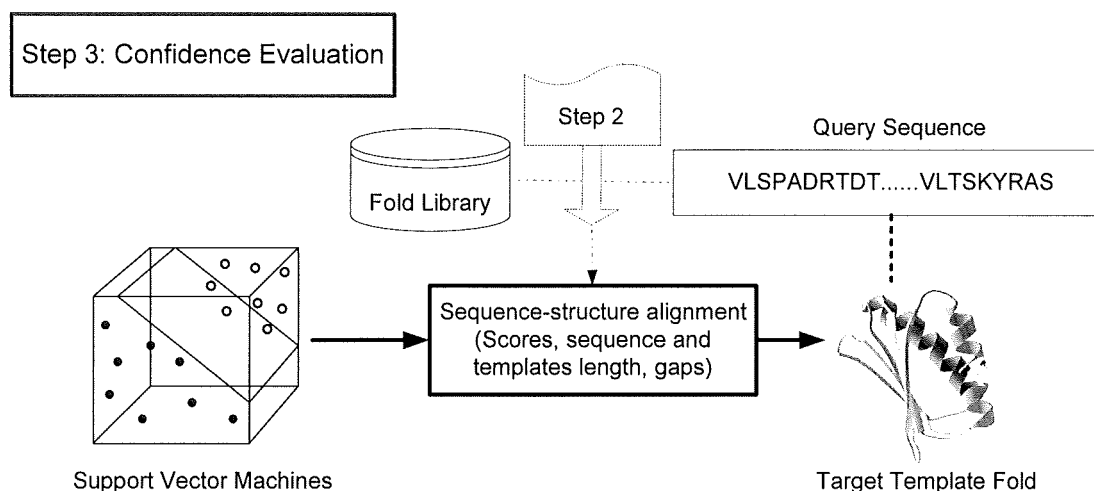 Step 3: Confidence Evaluation
Step 2
Query Sequence
Fold Library
VLSPADRTDT......VLTSKYRAS
Sequence-structure alignment
(Scores, sequence and
templates length, gaps)
Support Vector Machines
Target Template Fold